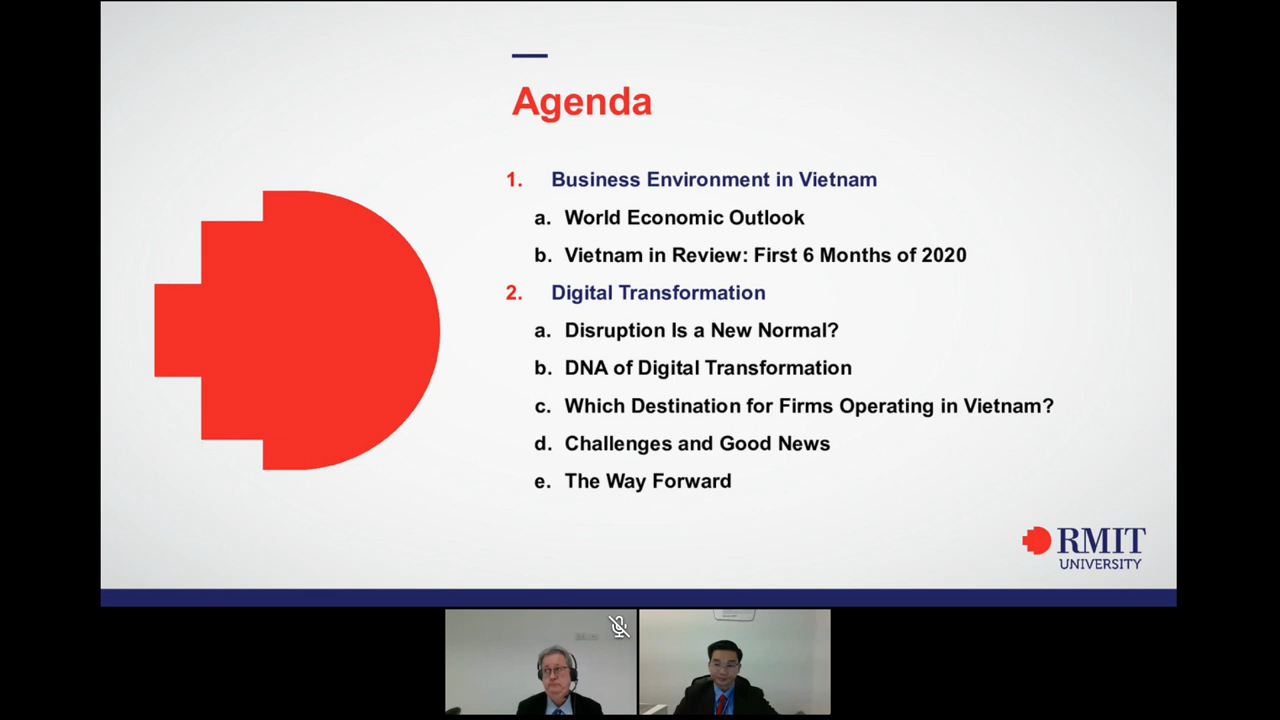 Agenda
1. Business Environment in Vietnam
a. World Economic Outlook
b. Vietnam in Review: First 6 Months of 2020
2. Digital Transformation
a. Disruption Is a New Normal?
b. DNA of Digital Transformation
c. Which Destination for Firms Operating in Vietnam?
d. Challenges and Good News
e. The Way Forward
RMIT
UNIVERSITY